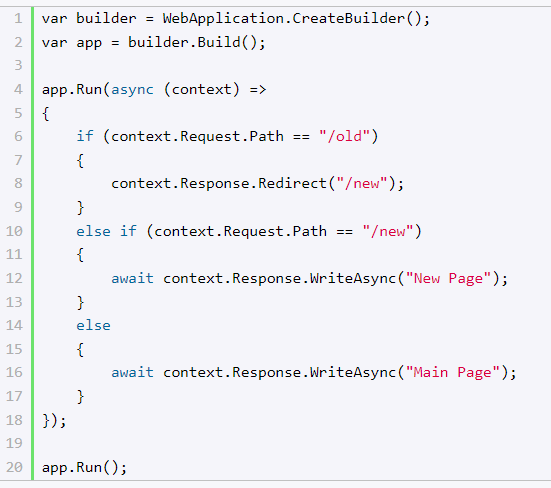 1 var builder = WebApplication.CreateBuilder();
2 var app = builder.Build();
3
4 app.Run(async (context) =>
5 {
6     if (context.Request.Path == "/old")
7     {
8         context.Response.Redirect("/new");
9     }
10     else if (context.Request.Path == "/new")
11     {
12         await context.Response.WriteAsync("New Page");
13     }
14     else
15     {
16         await context.Response.WriteAsync("Main Page");
17     }
18 });
19
20 app.Run();